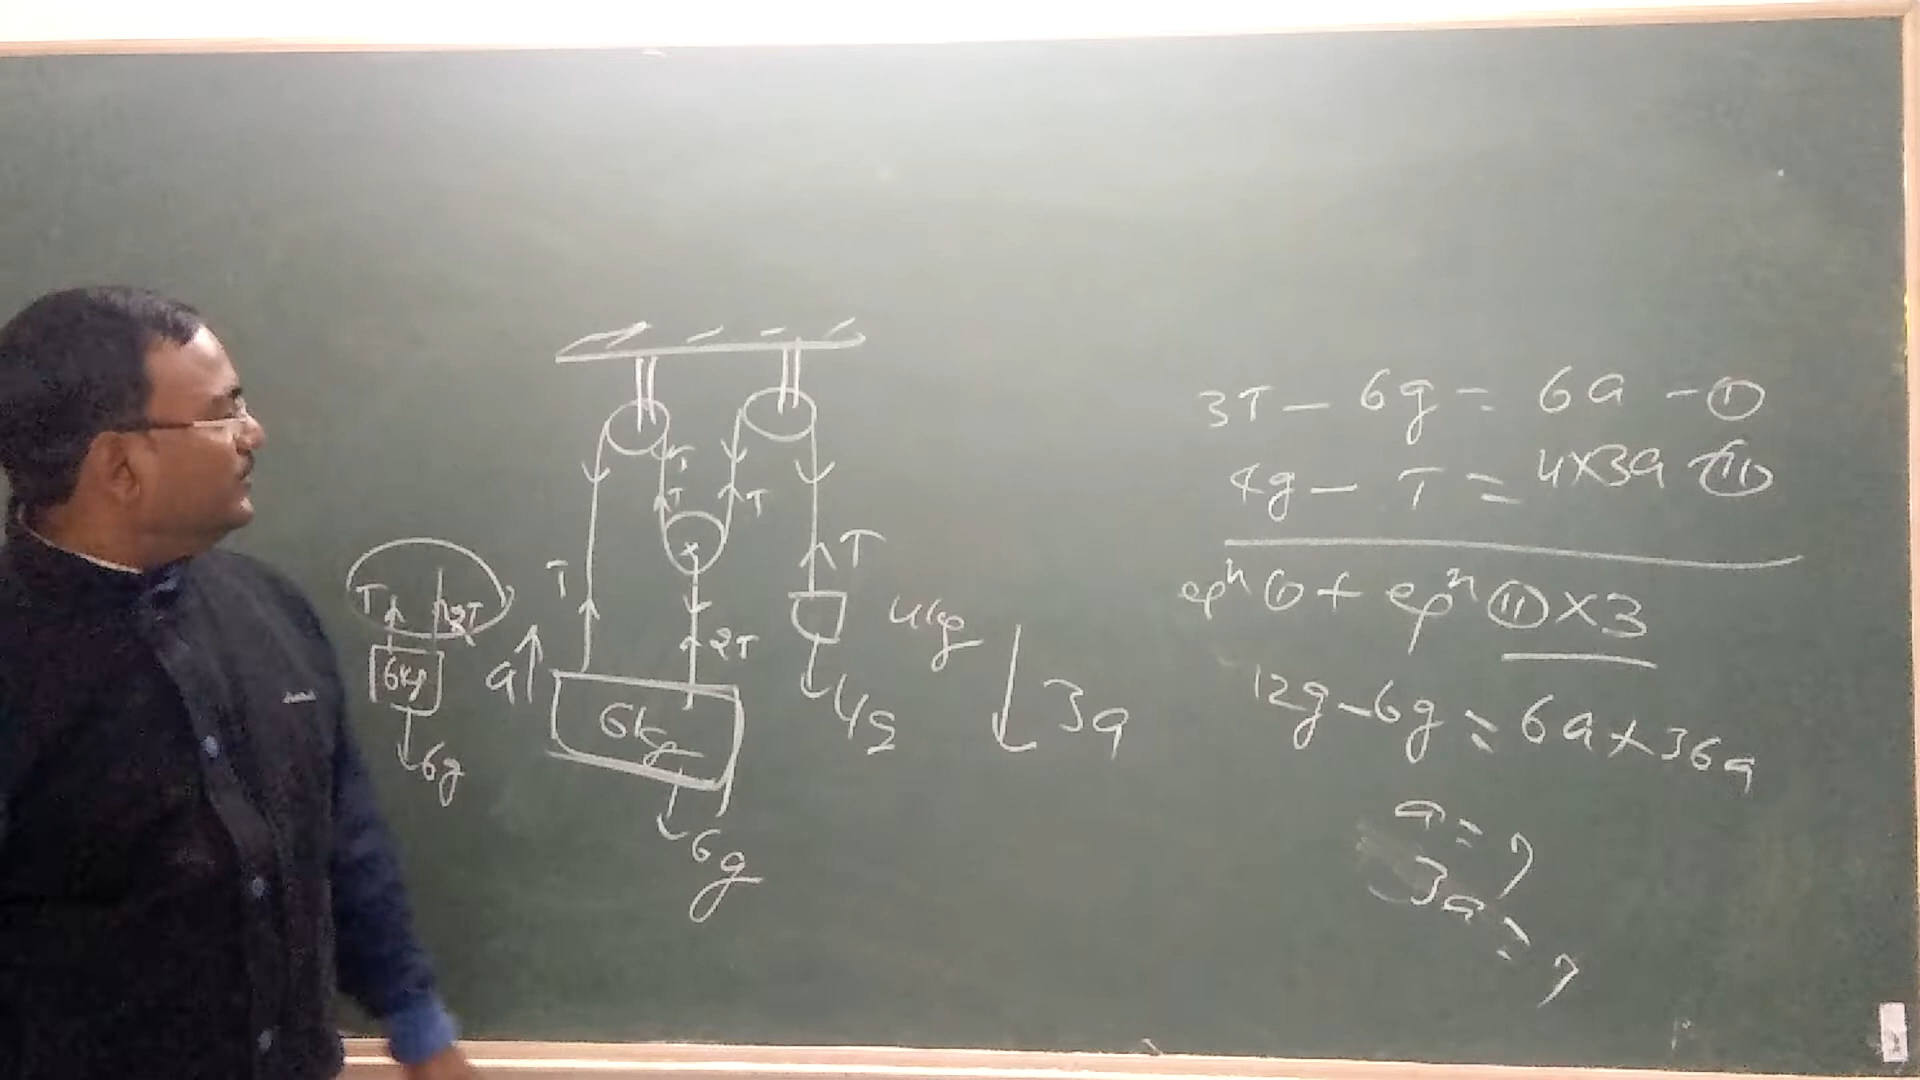 T
T
T
T
T
T 2T
6kg
a
2T
4kg
6kg
4g
3a
6g
6g
3T - 6g = 6a - ①
4g - T = 4×3a - ⑪
eqⁿ ① + eqⁿ ⑪ × 3
12g - 6g = 6a + 36a
a = ?
3a = ?